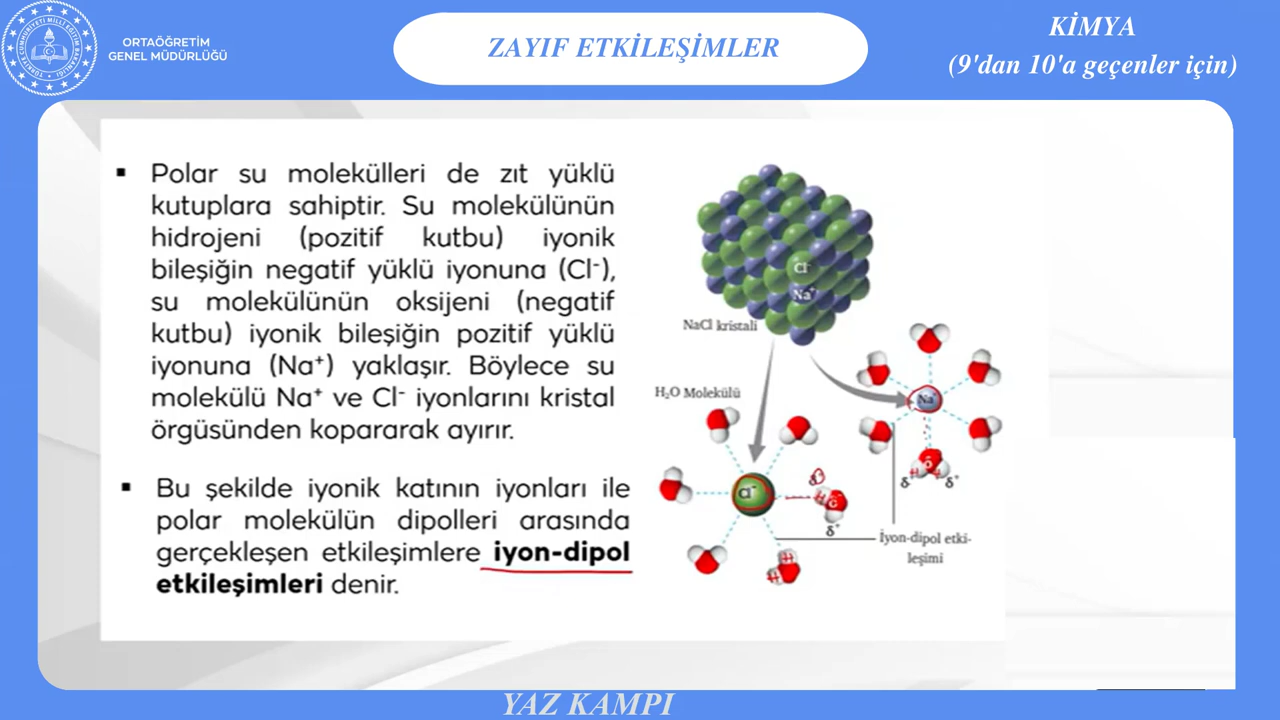 ORTAÖĞRETİM
GENEL MÜDÜRLÜĞÜ
ZAYIF ETKİLEŞİMLER
KİMYA
(9'dan 10'a geçenler için)
▪ Polar su molekülleri de zıt yüklü
kutuplara sahiptir. Su molekülünün
hidrojeni (pozitif kutbu) iyonik
bileşiğin negatif yüklü iyonuna (Cl⁻),
su molekülünün oksijeni (negatif
kutbu) iyonik bileşiğin pozitif yüklü
iyonuna (Na⁺) yaklaşır. Böylece su
molekülü Na⁺ ve Cl⁻ iyonlarını kristal
örgüsünden kopararak ayırır.
▪ Bu şekilde iyonik katının iyonları ile
polar molekülün dipolleri arasında
gerçekleşen etkileşimlere iyon-dipol
etkileşimleri denir.
Cl⁻
Na⁺
NaCl kristali
H₂O Molekülü
Na⁺
δ⁺
δ⁺
Cl⁻
H
δ⁺
H
H
İyon-dipol etki-
leşimi
YAZ KAMPI